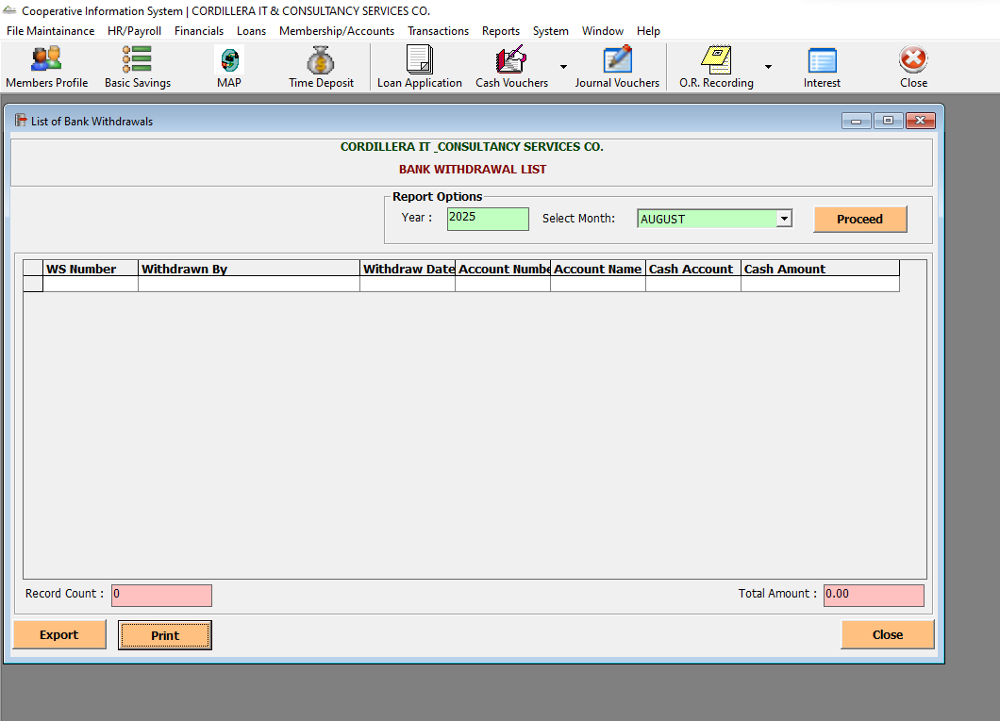 Cooperative Information System | CORDILLERA IT & CONSULTANCY SERVICES CO.
File Maintainance HR/Payroll Financials Loans Membership/Accounts Transactions Reports System Window Help
Members Profile Basic Savings MAP Time Deposit Loan Application Cash Vouchers Journal Vouchers O.R. Recording Interest Close
List of Bank Withdrawals
CORDILLERA IT _CONSULTANCY SERVICES CO.
BANK WITHDRAWAL LIST
Report Options
Year : 2025 Select Month: AUGUST Proceed
WS Number Withdrawn By Withdraw Date Account Numbe Account Name Cash Account Cash Amount
Record Count : 0 Total Amount : 0.00
Export Print Close